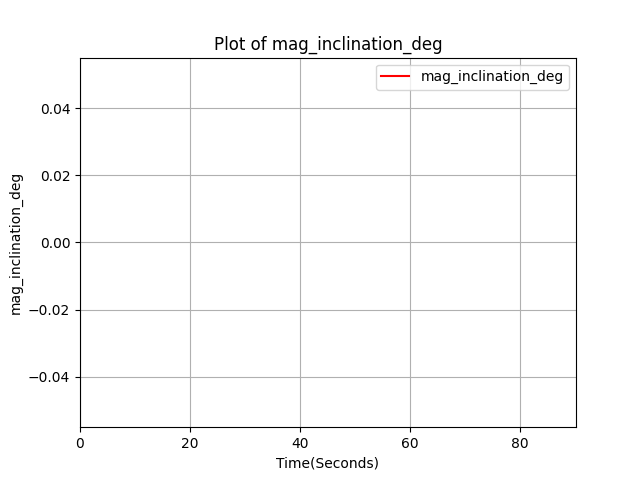 Plot of mag_inclination_deg
mag_inclination_deg
0.04
0.02
0.00
−0.02
−0.04
mag_inclination_deg
0
20
40
60
80
Time(Seconds)